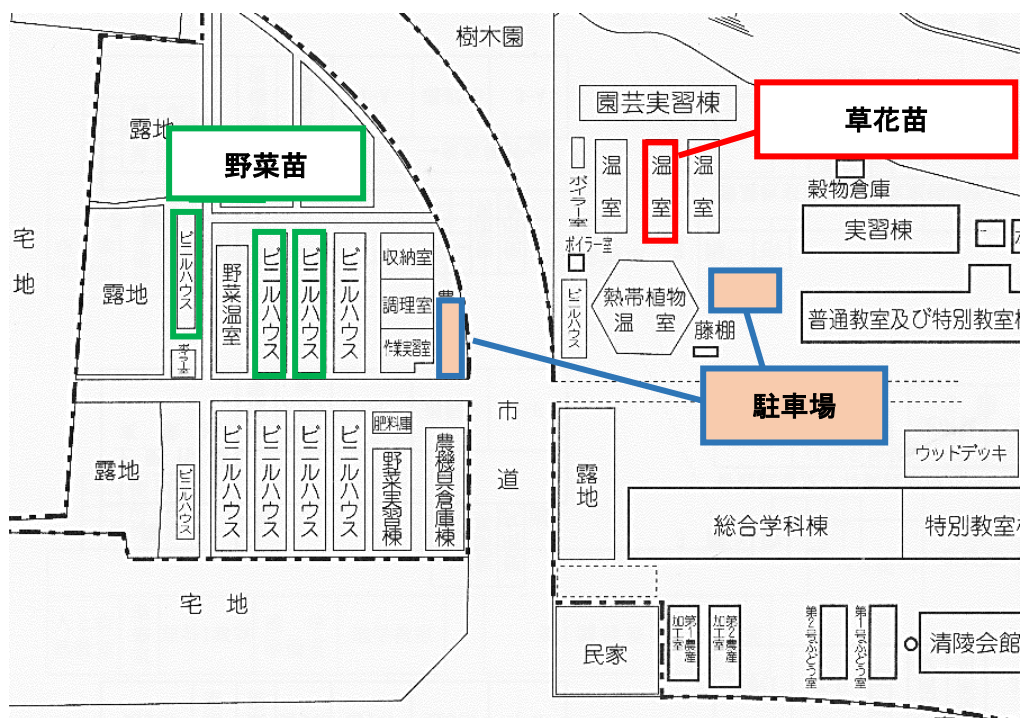 樹木園
園芸実習棟
草花苗
露地
野菜苗
ボイラー室
温室
温室
温室
穀物倉庫
実習棟
宅地
ビニルハウス
露地
野菜温室
ビニルハウス
ビニルハウス
ビニルハウス
収納室
調理室
作業実習室
ボイラー室
ビニルハウス
熱帯植物
温室
藤棚
普通教室及び特別教室
ボイラー室
駐車場
市道
露地
ビニルハウス
ビニルハウス
ビニルハウス
ビニルハウス
ビニルハウス
肥料庫
野菜実習棟
農機具倉庫棟
露地
ウッドデッキ
総合学科棟
特別教室
宅地
民家
第1農産
加工室
第2農産
加工室
第2号ぶどう室
第1号ぶどう室
清陵会館